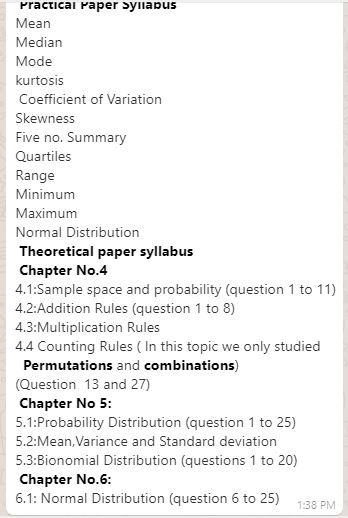 Practical Paper Syllabus
Mean
Median
Mode
kurtosis
Coefficient of Variation
Skewness
Five no. Summary
Quartiles
Range
Minimum
Maximum
Normal Distribution
Theoretical paper syllabus
Chapter No.4
4.1:Sample space and probability (question 1 to 11)
4.2:Addition Rules (question 1 to 8)
4.3:Multiplication Rules
4.4 Counting Rules ( In this topic we only studied
Permutations and combinations)
(Question 13 and 27)
Chapter No 5:
5.1:Probability Distribution (question 1 to 25)
5.2:Mean,Variance and Standard deviation
5.3:Bionomial Distribution (questions 1 to 20)
Chapter No.6:
6.1: Normal Distribution (question 6 to 25)
1:38 PM